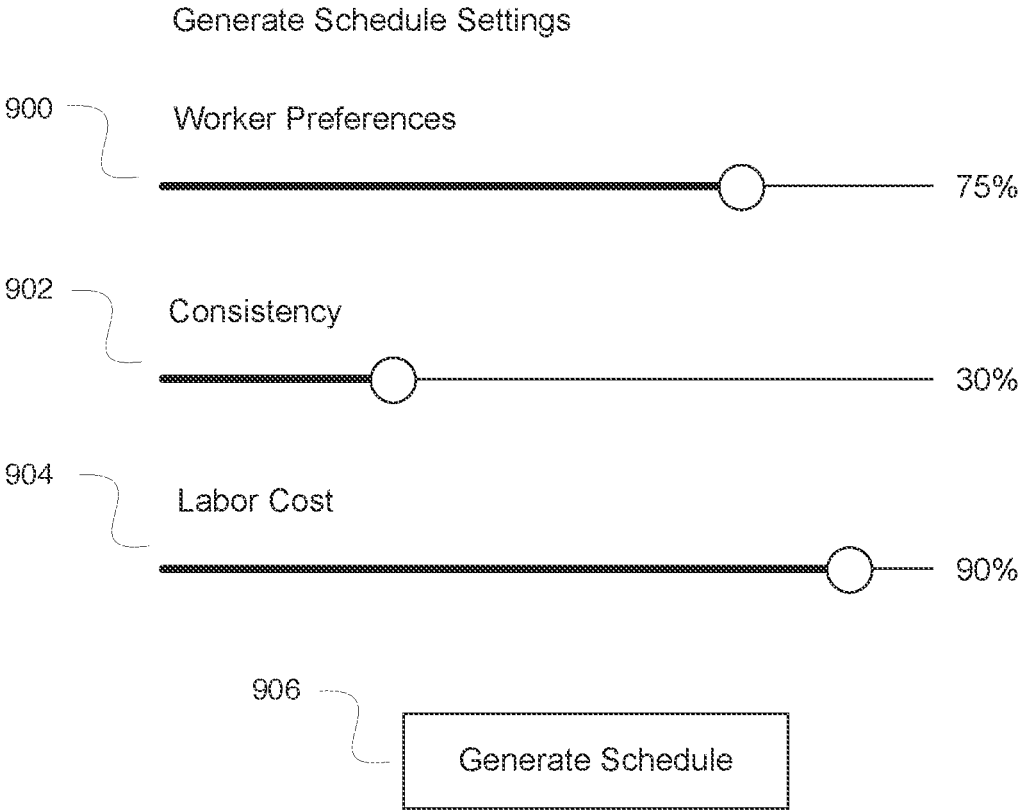 Generate Schedule Settings
900
Worker Preferences
75%
902
Consistency
30%
904
Labor Cost
90%
906
Generate Schedule